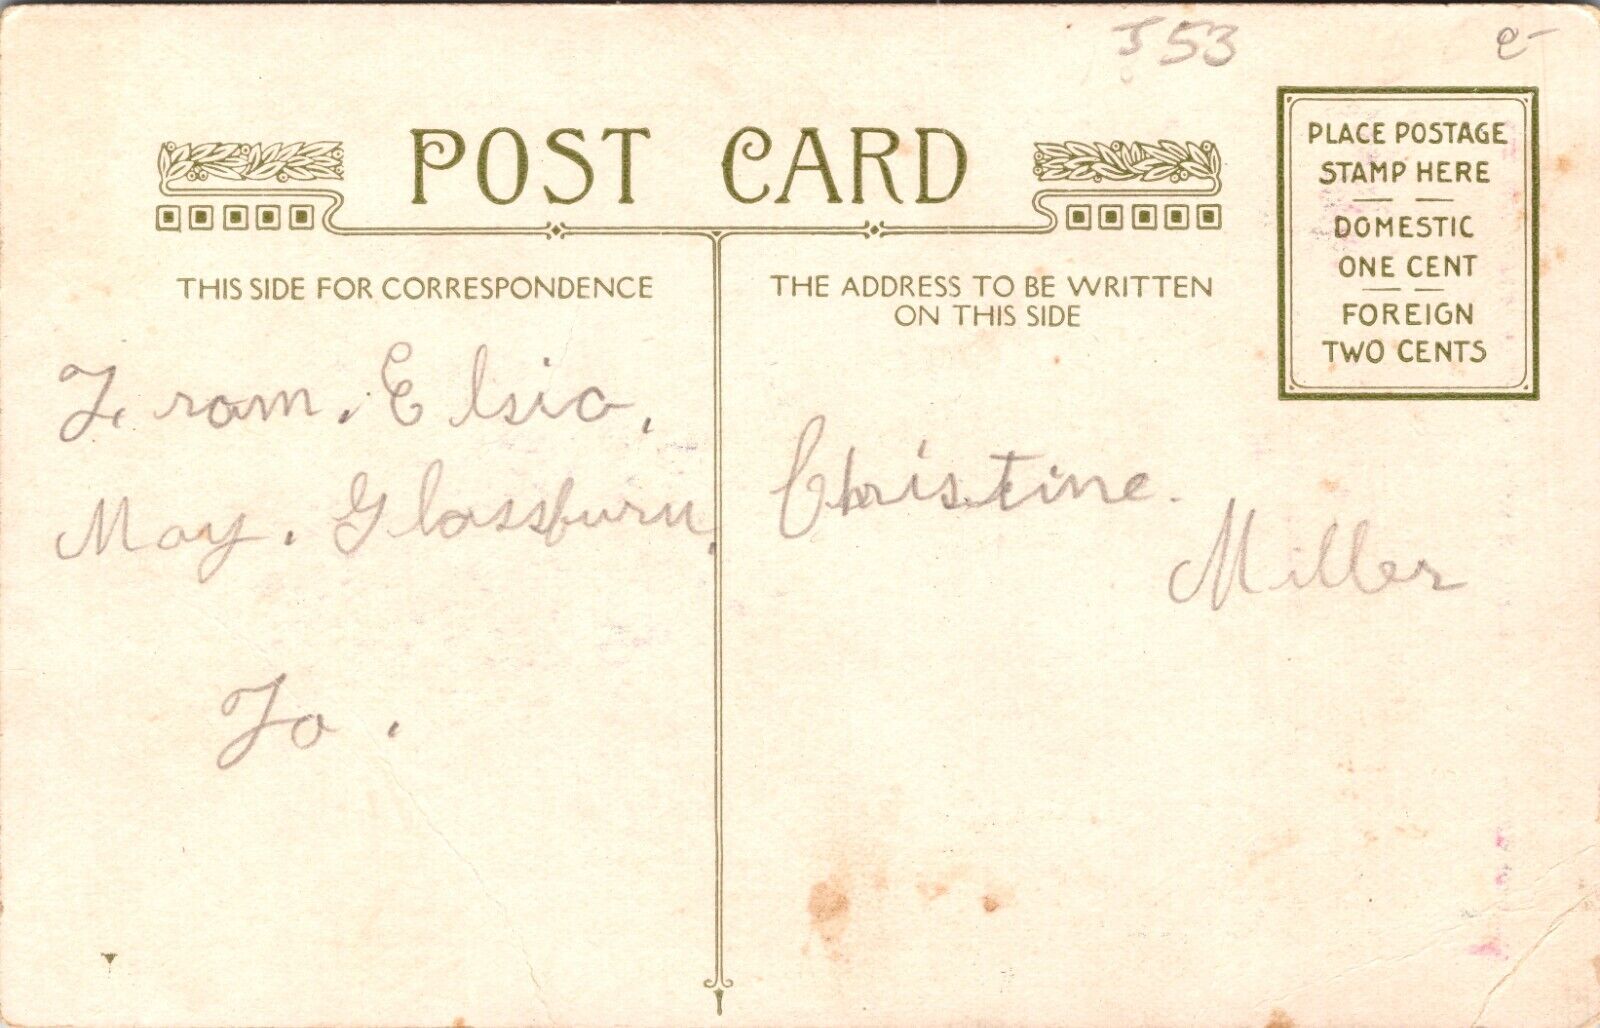 J53
e-
POST CARD
PLACE POSTAGE
STAMP HERE
DOMESTIC
ONE CENT
FOREIGN
TWO CENTS
THIS SIDE FOR CORRESPONDENCE
From. Elsia,
May. Glassburn,
To.
THE ADDRESS TO BE WRITTEN
ON THIS SIDE
Christine.
Miller